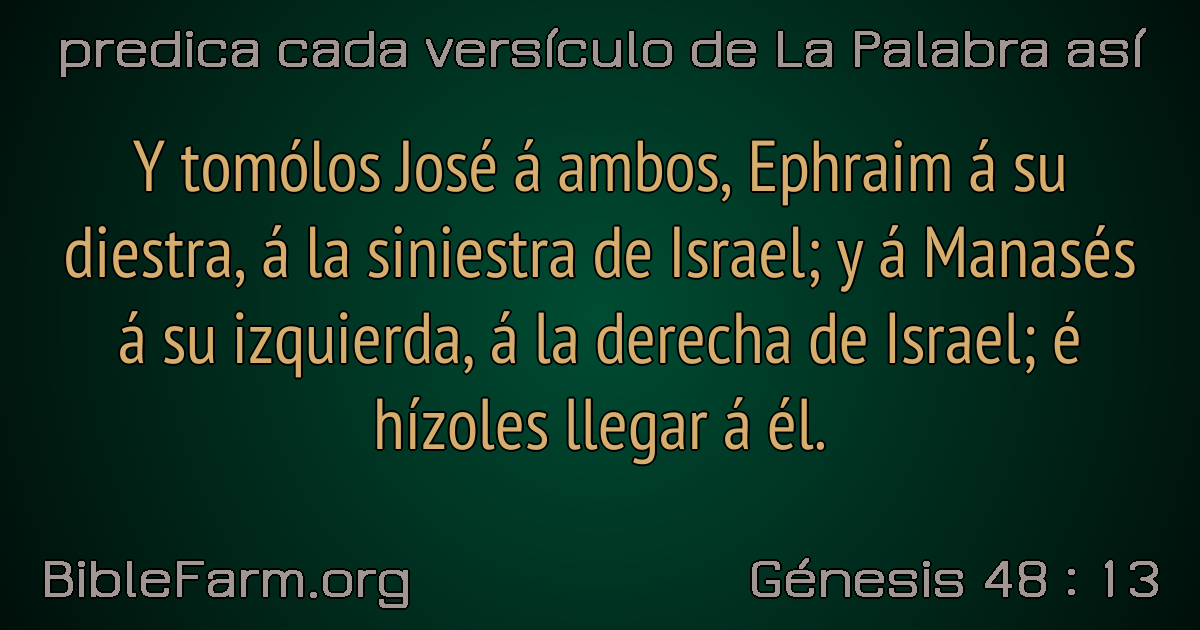 predica cada versículo de La Palabra así
Y tomólos José á ambos, Ephraim á su
diestra, á la siniestra de Israel; y á Manasés
á su izquierda, á la derecha de Israel; é
hízoles llegar á él.
BibleFarm.org
Génesis 48 : 13